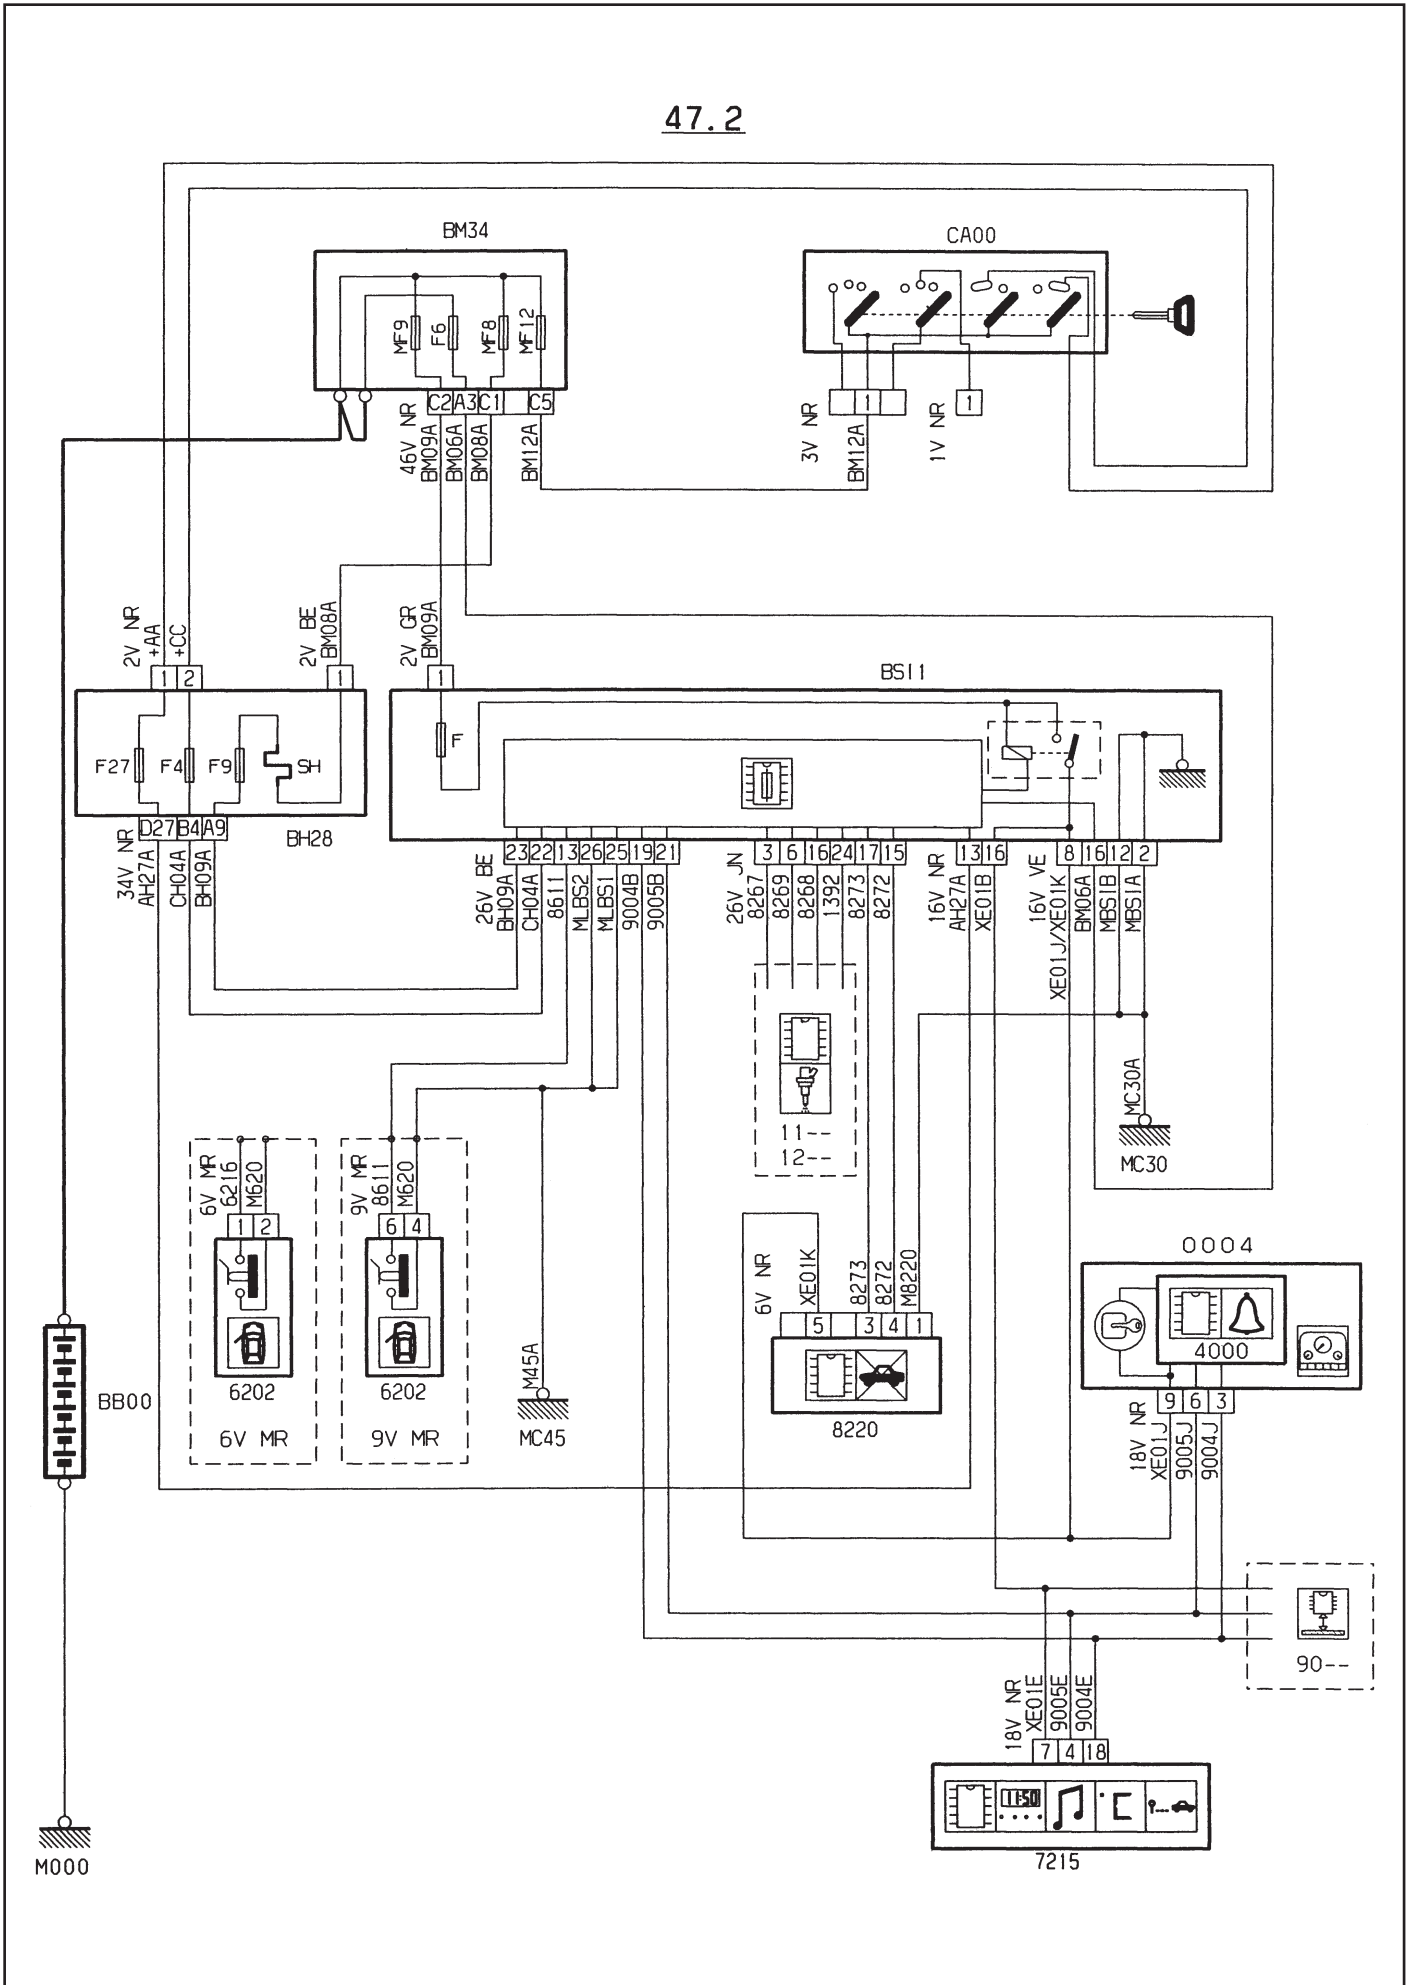 47.2
BM34
CA00
MF9
F6
MF8
MF12
C2 A3 C1 C5
46V NR
BM09A
BM06A
BM08A
BM12A
1
1
3V NR
BM12A
1V NR
2V NR
+AA
+CC
2V BE
BM08A
2V GR
BM09A
1 2
1
1
BSI1
F27
F4
F9
SH
F
D27 B4 A9
BH28
34V NR
AH27A
CH04A
BH09A
23 22 13 26 25 19 21
3 6 16 24 17 15
13 16
8 16 12 2
26V BE
BH09A
CH04A
8611
MLBS2
MLBS1
9004B
9005B
26V JN
8267
8269
8268
1392
8273
8272
16V NR
AH27A
XE01B
16V VE
XE01J/XE01K
BM06A
MBS1B
MBS1A
11--
12--
MC30A
MC30
6V MR
6216
M620
9V MR
8611
M620
1 2
6 4
6202
6202
6V MR
9V MR
M45A
MC45
6V NR
XE01K
8273
8272
M8220
5 3 4 1
8220
0004
4000
9 6 3
18V NR
XE01J
9005J
9004J
BB00
90--
18V NR
XE01E
9005E
9004E
7 4 18
11:50
°C
7215
M000